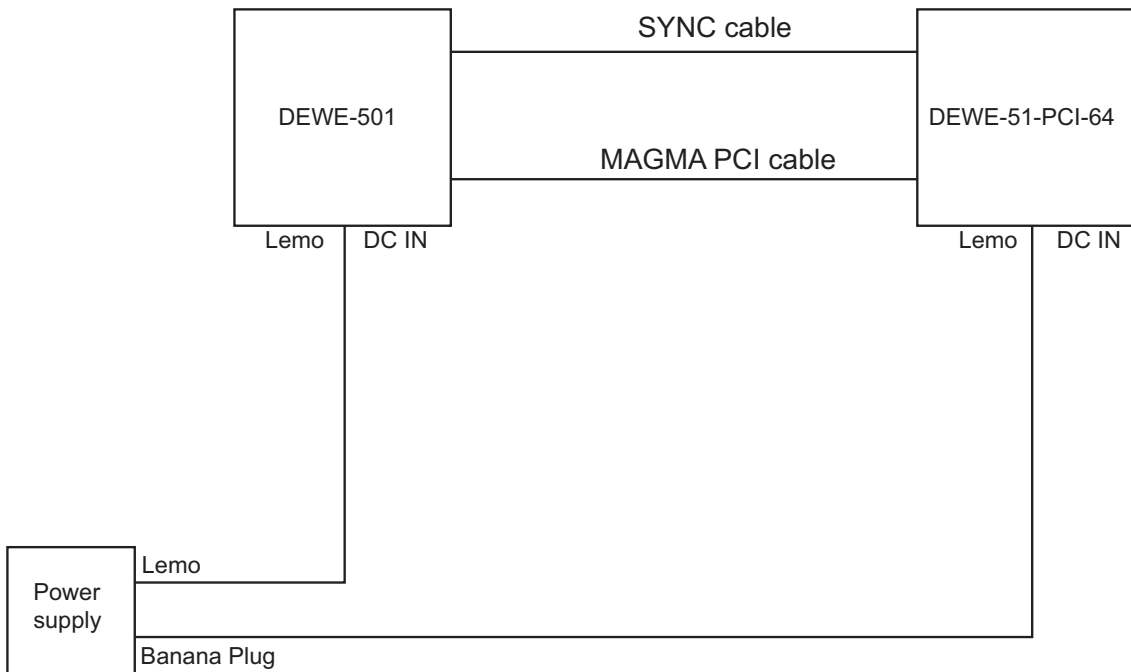 SYNC cable
DEWE-501
DEWE-51-PCI-64
MAGMA PCI cable
Lemo DC IN
Lemo DC IN
Lemo
Power
supply
Banana Plug